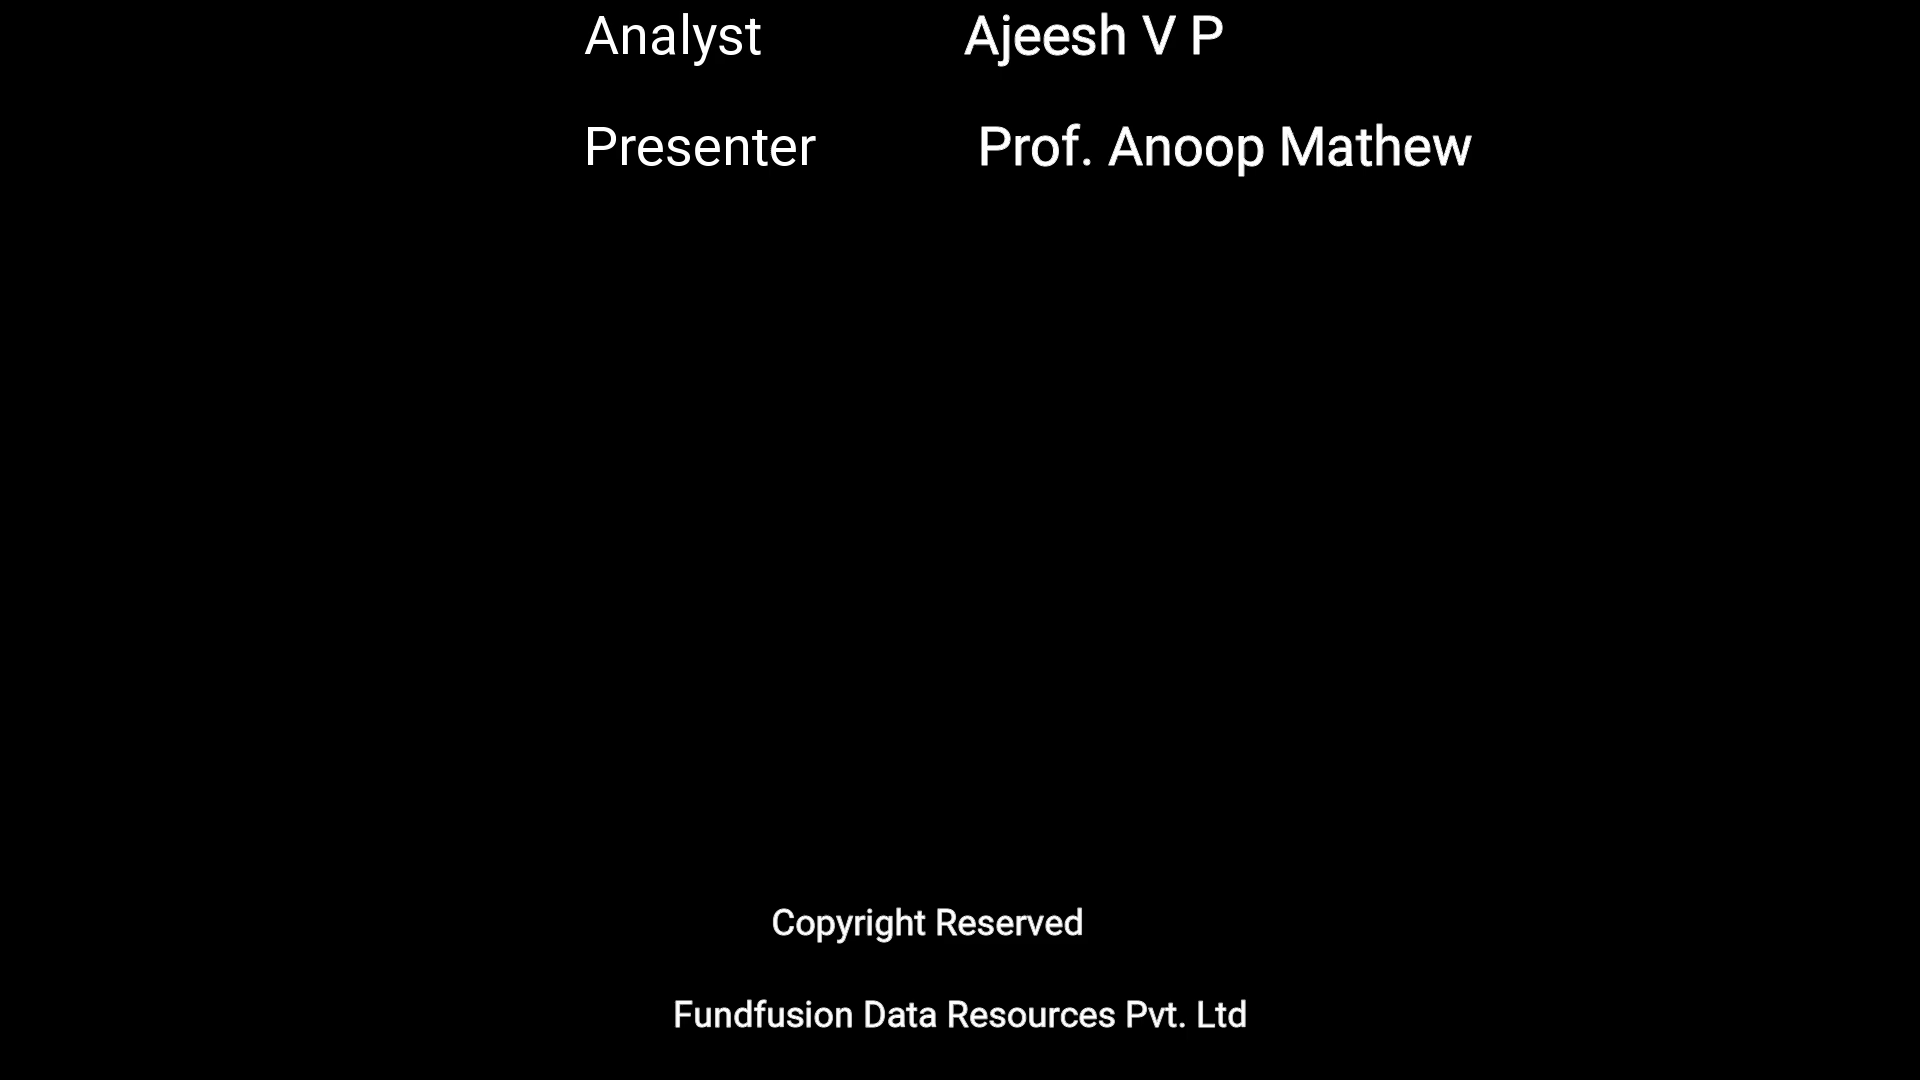 Analyst Ajeesh V P
Presenter Prof. Anoop Mathew
Copyright Reserved
Fundfusion Data Resources Pvt. Ltd